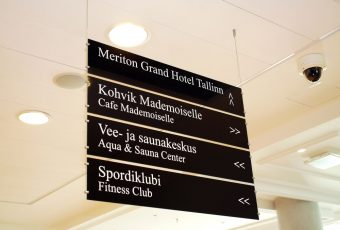 Meriton Grand Hotel Tallinn
Kohvik Mademoiselle
Cafe Mademoiselle >>
Vee- ja saunakeskus
Aqua & Sauna Center <<
Spordiklubi
Fitness Club <<